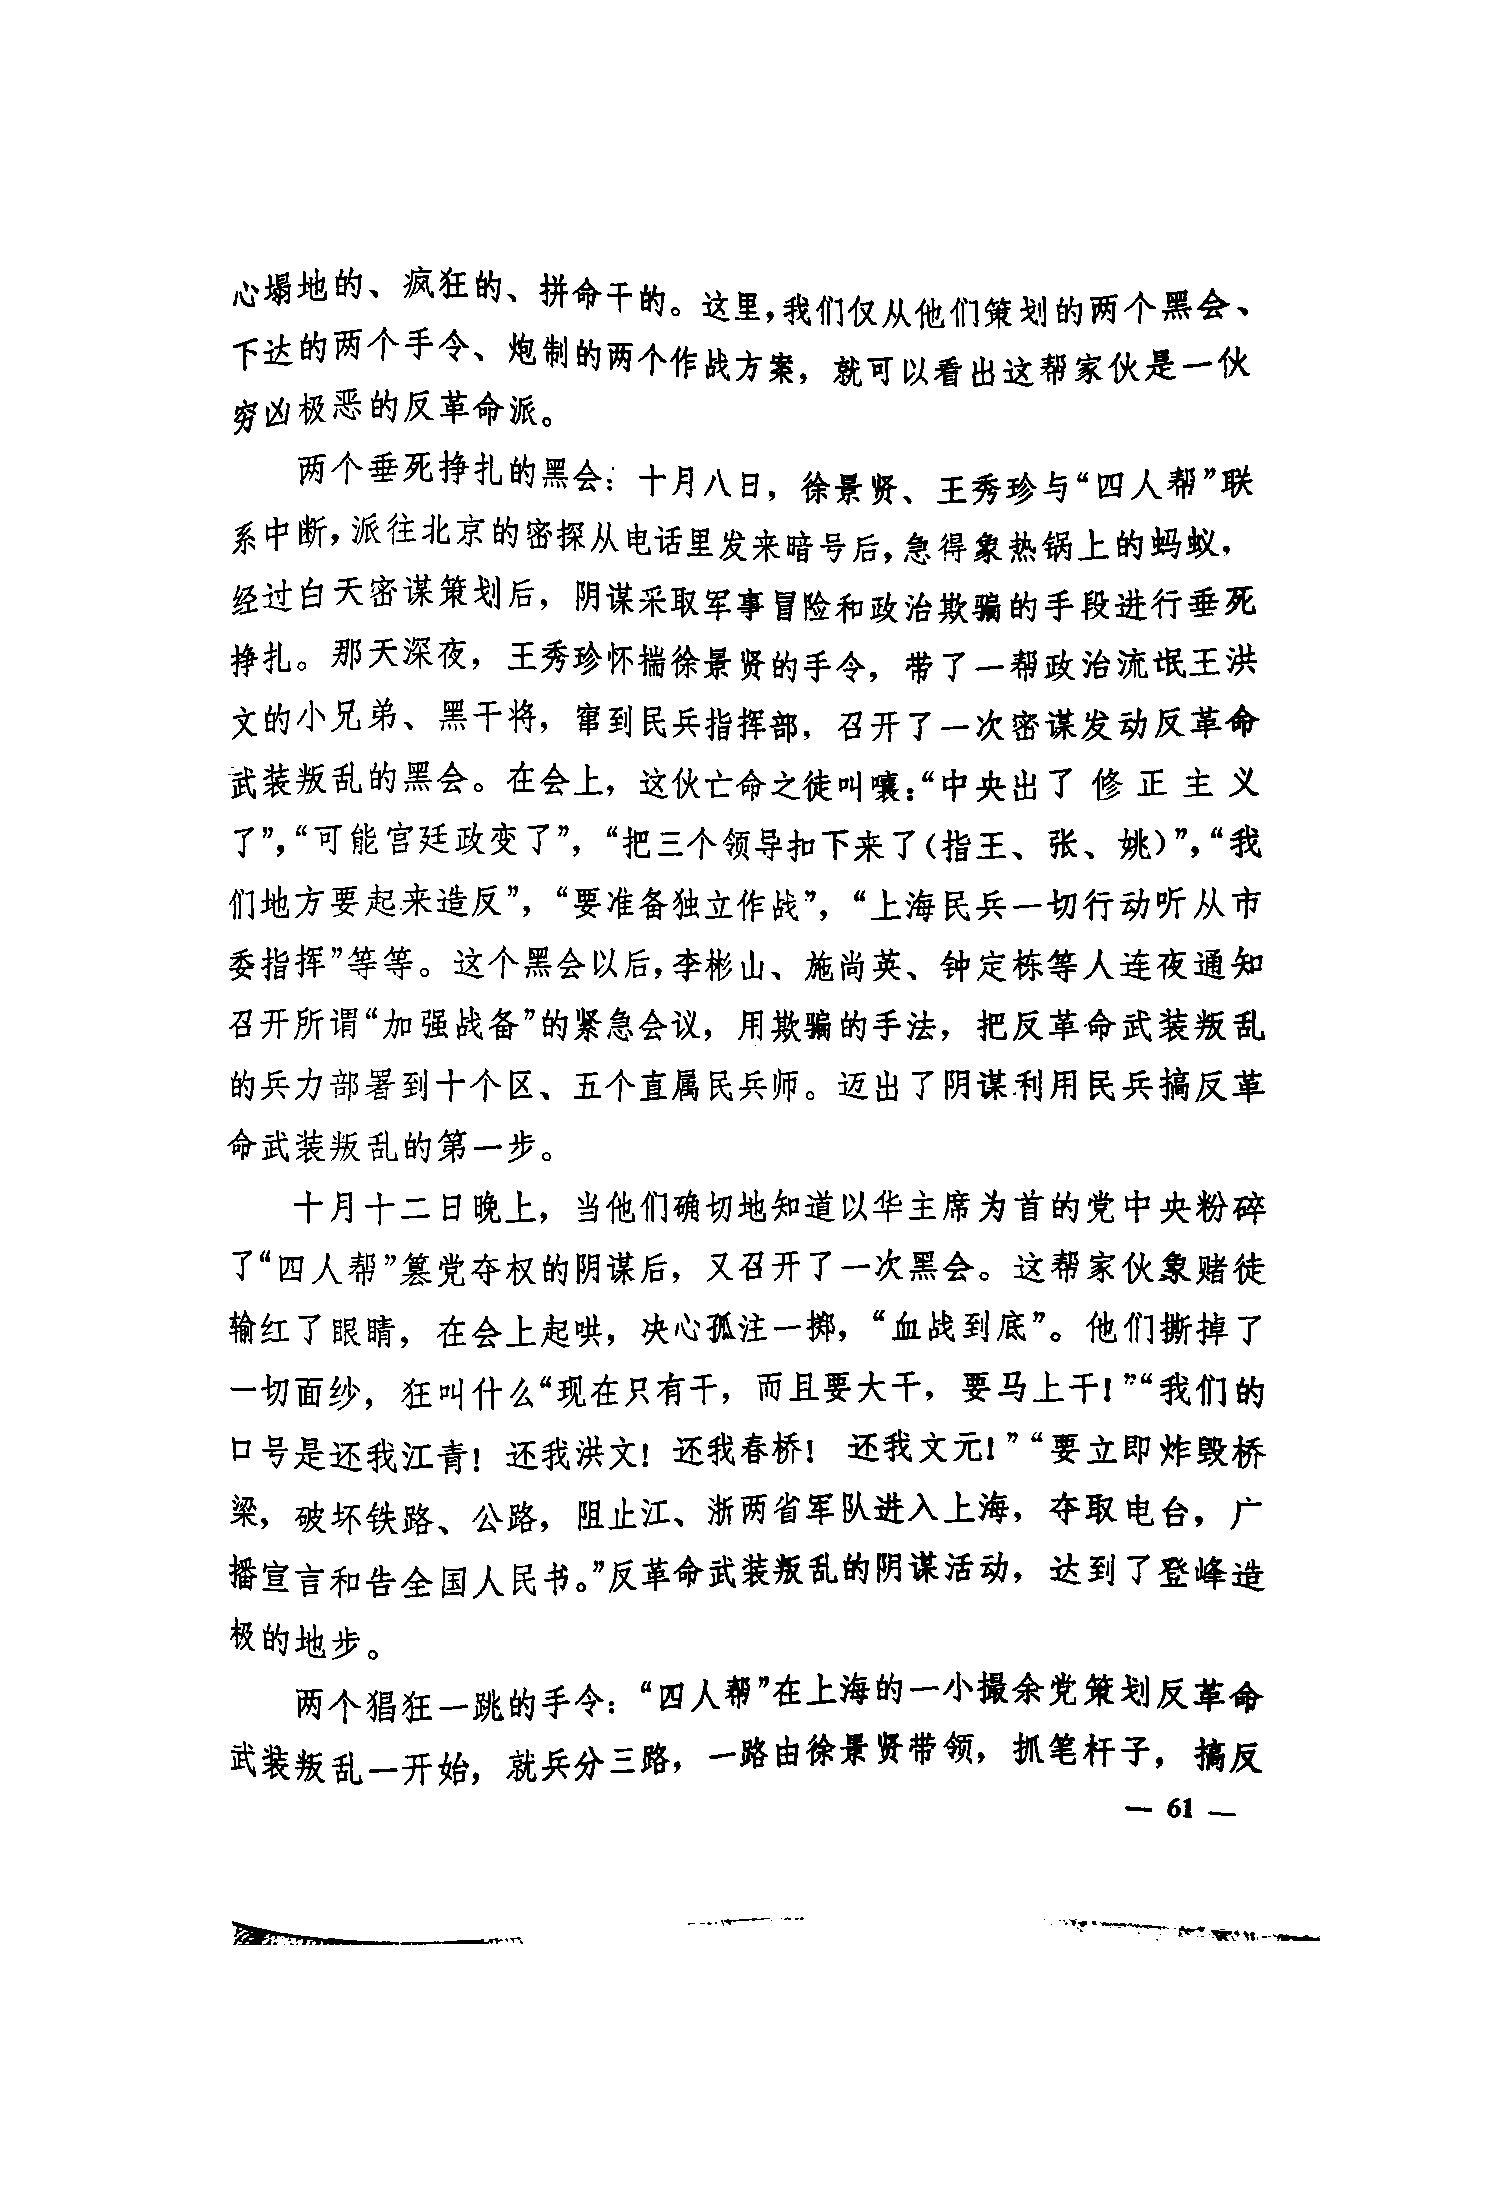 心塌地的、疯狂的、拼命干的。这里，我们仅从他们策划的两个黑会、
下达的两个手令、炮制的两个作战方案，就可以看出这帮家伙是一伙
穷凶极恶的反革命派。
两个垂死挣扎的黑会：十月八日，徐景贤、王秀珍与“四人帮”联
系中断，派往北京的密探从电话里发来暗号后，急得象热锅上的蚂蚁，
经过白天密谋策划后，阴谋采取军事冒险和政治欺骗的手段进行垂死
挣扎。那天深夜，王秀珍怀揣徐景贤的手令，带了一帮政治流氓王洪
文的小兄弟、黑干将，窜到民兵指挥部，召开了一次密谋发动反革命
武装叛乱的黑会。在会上，这伙亡命之徒叫嚷：“中央出了修正主义
了”，“可能宫廷政变了”，“把三个领导扣下来了（指王、张、姚）”，“我
们地方要起来造反”，“要准备独立作战”，“上海民兵一切行动听从市
委指挥”等等。这个黑会以后，李彬山、施尚英、钟定栋等人连夜通知
召开所谓“加强战备”的紧急会议，用欺骗的手法，把反革命武装叛乱
的兵力部署到十个区、五个直属民兵师。迈出了阴谋利用民兵搞反革
命武装叛乱的第一步。
十月十二日晚上，当他们确切地知道以华主席为首的党中央粉碎
了“四人帮”篡党夺权的阴谋后，又召开了一次黑会。这帮家伙象赌徒
输红了眼睛，在会上起哄，决心孤注一掷，“血战到底”。他们撕掉了
一切面纱，狂叫什么“现在只有干，而且要大干，要马上干！”“我们的
口号是还我江青！还我洪文！还我春桥！还我文元！”“要立即炸毁桥
梁，破坏铁路、公路，阻止江、浙两省军队进入上海，夺取电台，广
播宣言和告全国人民书。”反革命武装叛乱的阴谋活动，达到了登峰造
极的地步。
两个猖狂一跳的手令：“四人帮”在上海的一小撮余党策划反革命
武装叛乱一开始，就兵分三路，一路由徐景贤带领，抓笔杆子，搞反
— 61 —